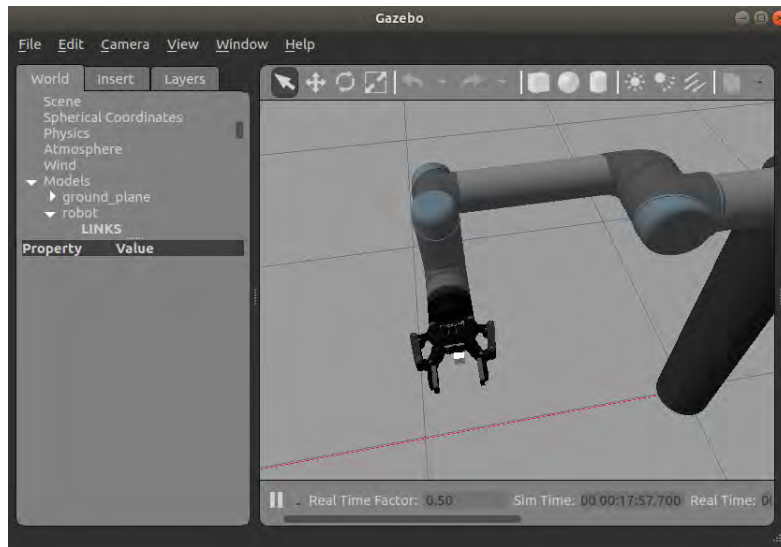 Gazebo
File Edit Camera View Window Help
World Insert Layers
Scene
Spherical Coordinates
Physics
Atmosphere
Wind
Models
ground_plane
robot
LINKS
Property Value
Real Time Factor: 0.50 Sim Time: 00 00:17:57.700 Real Time: